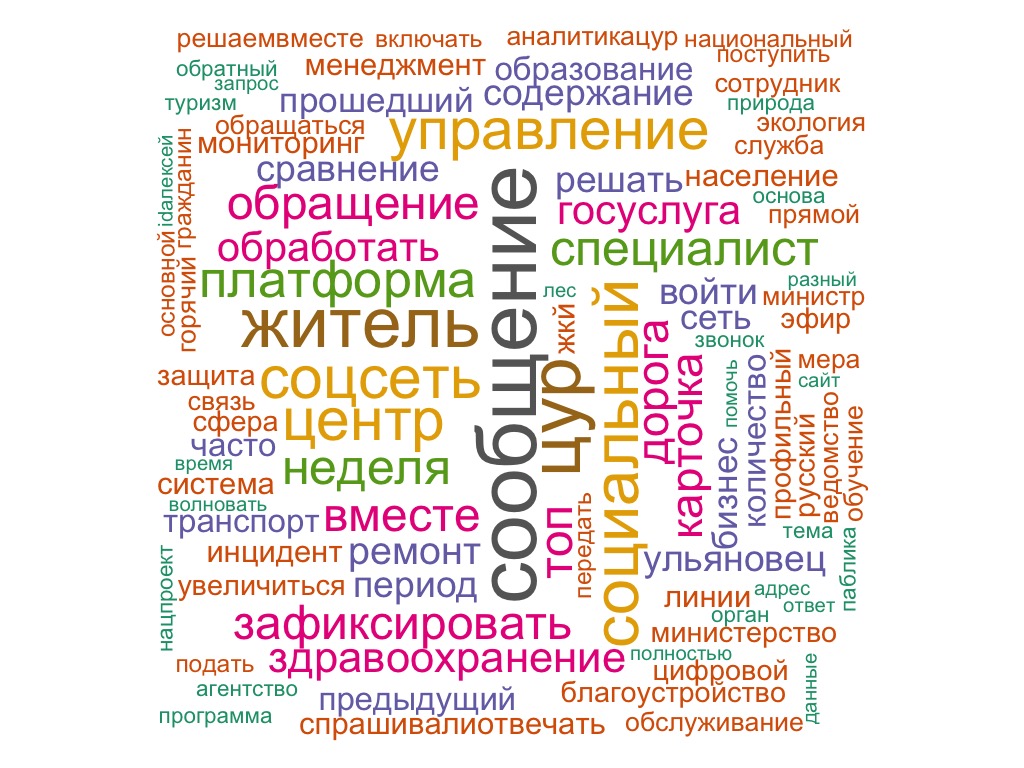 решаемвместе
включать
аналитикацур
национальный
поступить
обратный
менеджмент
образование
запрос
сотрудник
туризм
прошедший
содержание
природа
обращаться
управление
экология
мониторинг
служба
сравнение
решать
население
обращение
госуслуга
основа
прямой
idалексей
гражданин
обработать
специалист
основной
горячий
платформа
сообщение
лес
войти
разный
министр
житель
жкй
социальный
сеть
эфир
звонок
дорога
карточка
мера
защита
соцсеть
цур
помочь
количество
профильный
сайт
связь
сфера
центр
русский
ведомство
обучение
часто
время
неделя
бизнес
система
волновать
транспорт
вместе
топ
передать
тема
паблика
инцидент
ремонт
ульяновец
нацпроект
увеличиться
период
линии
адрес
ответ
орган
зафиксировать
министерство
подать
здравоохранение
полностью
цифровой
данные
агентство
предыдущий
благоустройство
программа
спрашивалиотвечать
обслуживание